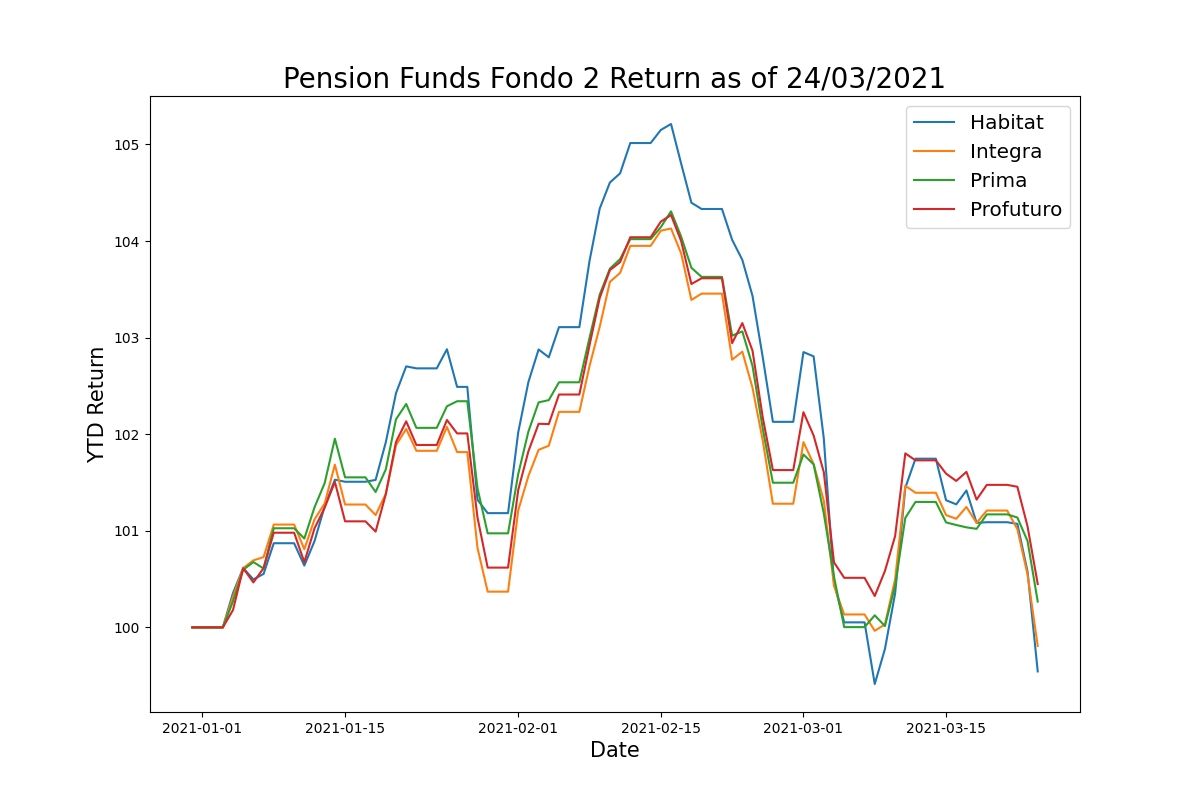 Pension Funds Fondo 2 Return as of 24/03/2021
Habitat
Integra
Prima
Profuturo
YTD Return
105
104
103
102
101
100
2021-01-01
2021-01-15
2021-02-01
2021-02-15
2021-03-01
2021-03-15
Date